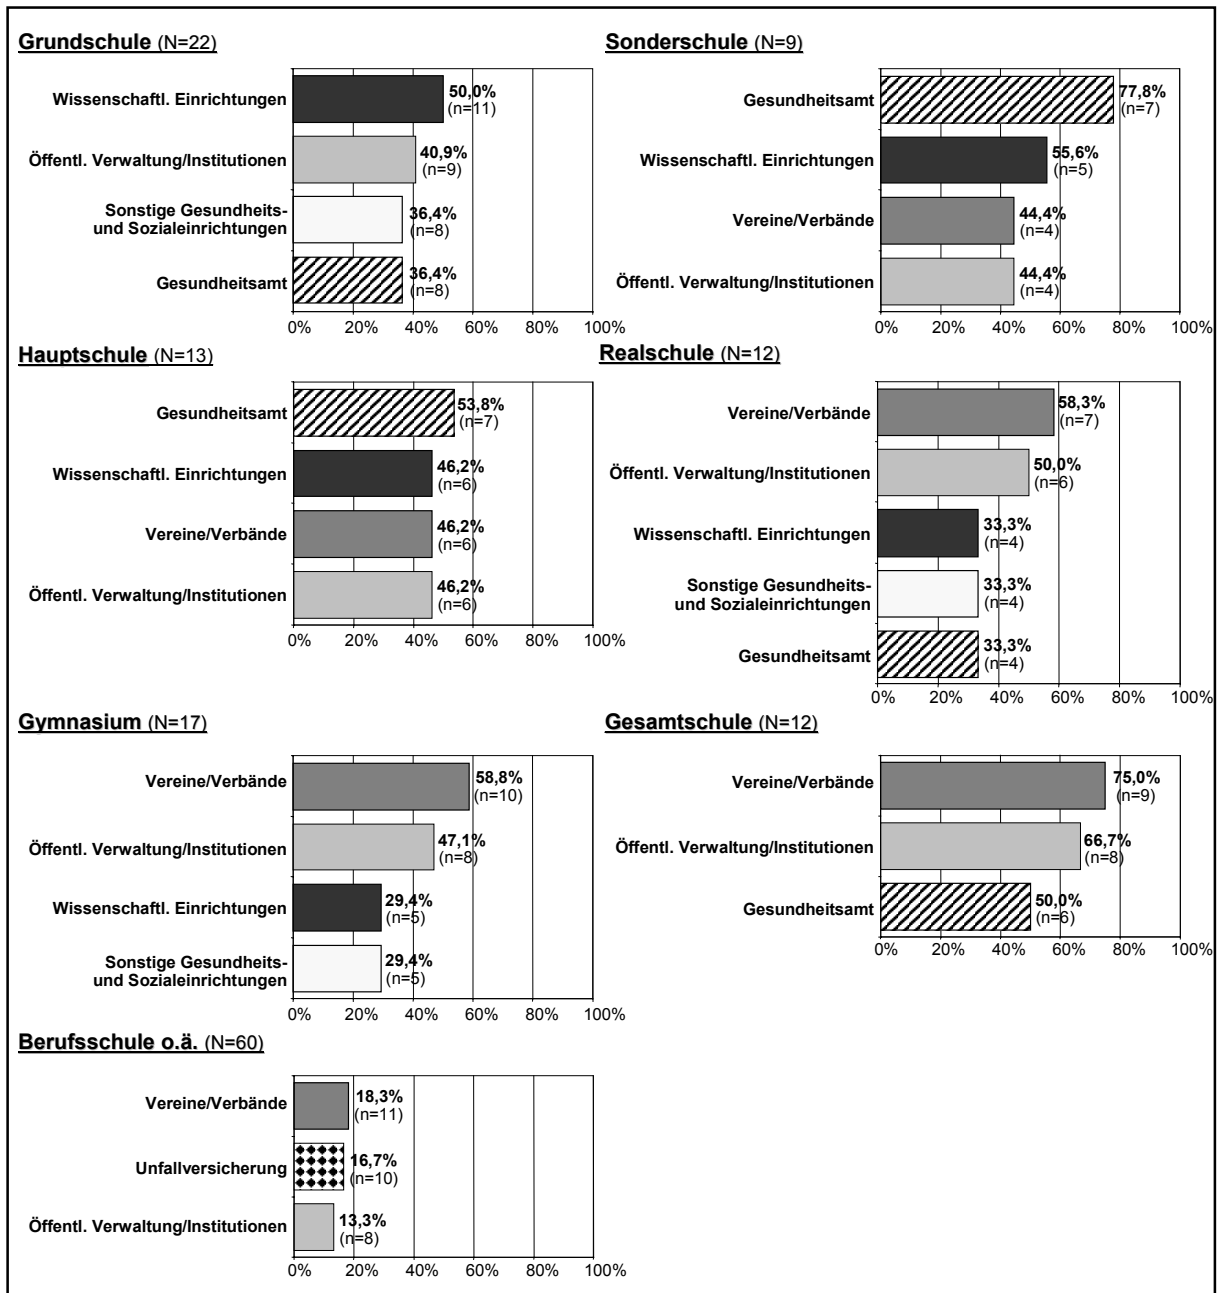 Grundschule (N=22)
Wissenschaftl. Einrichtungen
50,0%
(n=11)
Öffentl. Verwaltung/Institutionen
40,9%
(n=9)
Sonstige Gesundheits-
und Sozialeinrichtungen
36,4%
(n=8)
Gesundheitsamt
36,4%
(n=8)
0% 20% 40% 60% 80% 100%
Sonderschule (N=9)
Gesundheitsamt
77,8%
(n=7)
Wissenschaftl. Einrichtungen
55,6%
(n=5)
Vereine/Verbände
44,4%
(n=4)
Öffentl. Verwaltung/Institutionen
44,4%
(n=4)
0% 20% 40% 60% 80% 100%
Hauptschule (N=13)
Gesundheitsamt
53,8%
(n=7)
Wissenschaftl. Einrichtungen
46,2%
(n=6)
Vereine/Verbände
46,2%
(n=6)
Öffentl. Verwaltung/Institutionen
46,2%
(n=6)
0% 20% 40% 60% 80% 100%
Realschule (N=12)
Vereine/Verbände
58,3%
(n=7)
Öffentl. Verwaltung/Institutionen
50,0%
(n=6)
Wissenschaftl. Einrichtungen
33,3%
(n=4)
Sonstige Gesundheits-
und Sozialeinrichtungen
33,3%
(n=4)
Gesundheitsamt
33,3%
(n=4)
0% 20% 40% 60% 80% 100%
Gymnasium (N=17)
Vereine/Verbände
58,8%
(n=10)
Öffentl. Verwaltung/Institutionen
47,1%
(n=8)
Wissenschaftl. Einrichtungen
29,4%
(n=5)
Sonstige Gesundheits-
und Sozialeinrichtungen
29,4%
(n=5)
0% 20% 40% 60% 80% 100%
Gesamtschule (N=12)
Vereine/Verbände
75,0%
(n=9)
Öffentl. Verwaltung/Institutionen
66,7%
(n=8)
Gesundheitsamt
50,0%
(n=6)
0% 20% 40% 60% 80% 100%
Berufsschule o.ä. (N=60)
Vereine/Verbände
18,3%
(n=11)
Unfallversicherung
16,7%
(n=10)
Öffentl. Verwaltung/Institutionen
13,3%
(n=8)
0% 20% 40% 60% 80% 100%